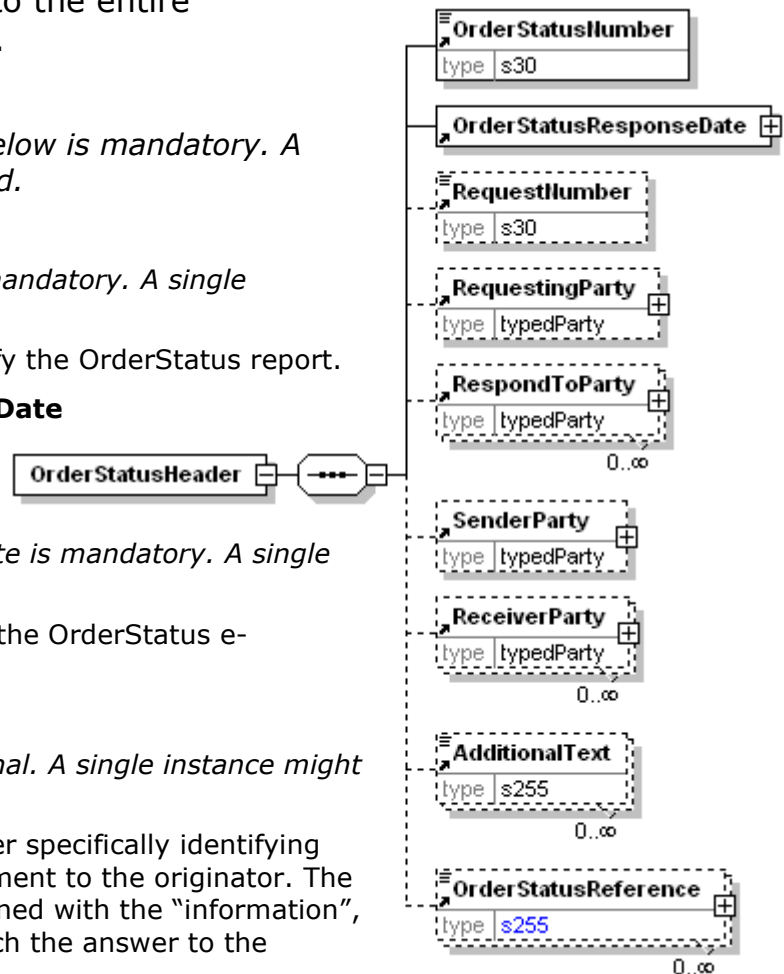 to the entire
.
elow is mandatory. A
d.
mandatory. A single
fy the OrderStatus report.
Date
te is mandatory. A single
the OrderStatus e-
nal. A single instance might
er specifically identifying
ment to the originator. The
ned with the “information”,
ch the answer to the
OrderStatusHeader
OrderStatusNumber
type s30
OrderStatusResponseDate
RequestNumber
type s30
RequestingParty
type typedParty
RespondToParty
type typedParty
0..∞
SenderParty
type typedParty
ReceiverParty
type typedParty
0..∞
AdditionalText
type s255
0..∞
OrderStatusReference
type s255
0..∞